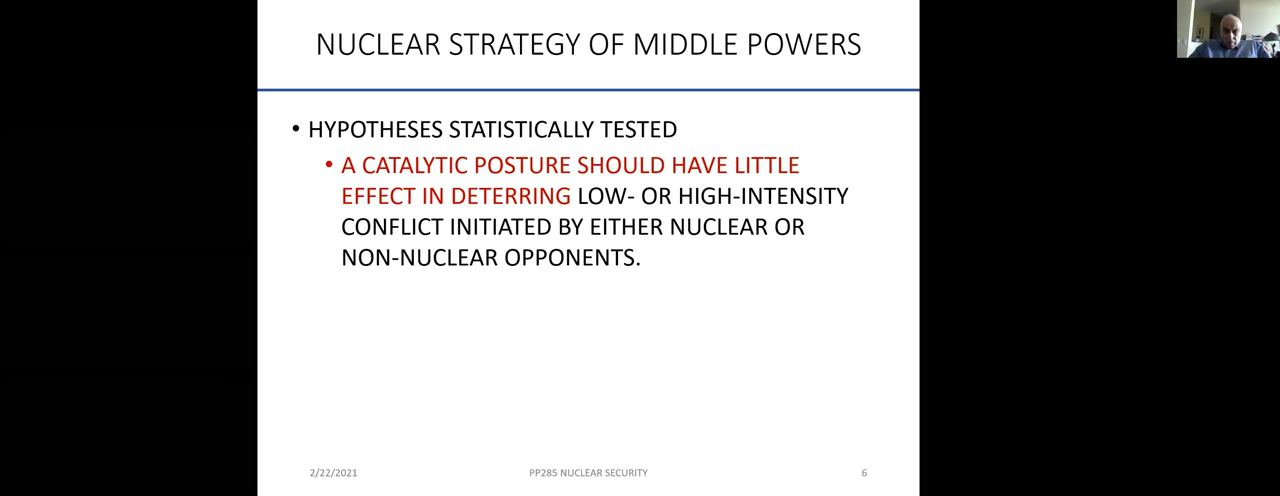 NUCLEAR STRATEGY OF MIDDLE POWERS
• HYPOTHESES STATISTICALLY TESTED
• A CATALYTIC POSTURE SHOULD HAVE LITTLE
EFFECT IN DETERRING LOW- OR HIGH-INTENSITY
CONFLICT INITIATED BY EITHER NUCLEAR OR
NON-NUCLEAR OPPONENTS.
2/22/2021
PP285 NUCLEAR SECURITY
6